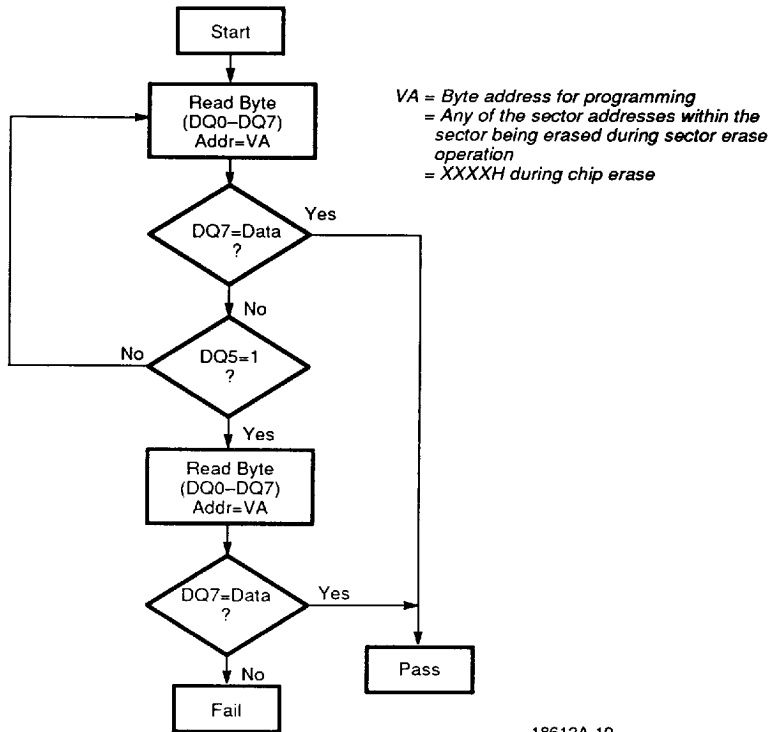 Start
Read Byte
(DQ0–DQ7)
Addr=VA
VA = Byte address for programming
= Any of the sector addresses within the
sector being erased during sector erase
operation
= XXXXH during chip erase
DQ7=Data
?
Yes
No
DQ5=1
?
No
Yes
Read Byte
(DQ0–DQ7)
Addr=VA
DQ7=Data
?
Yes
No
Pass
Fail